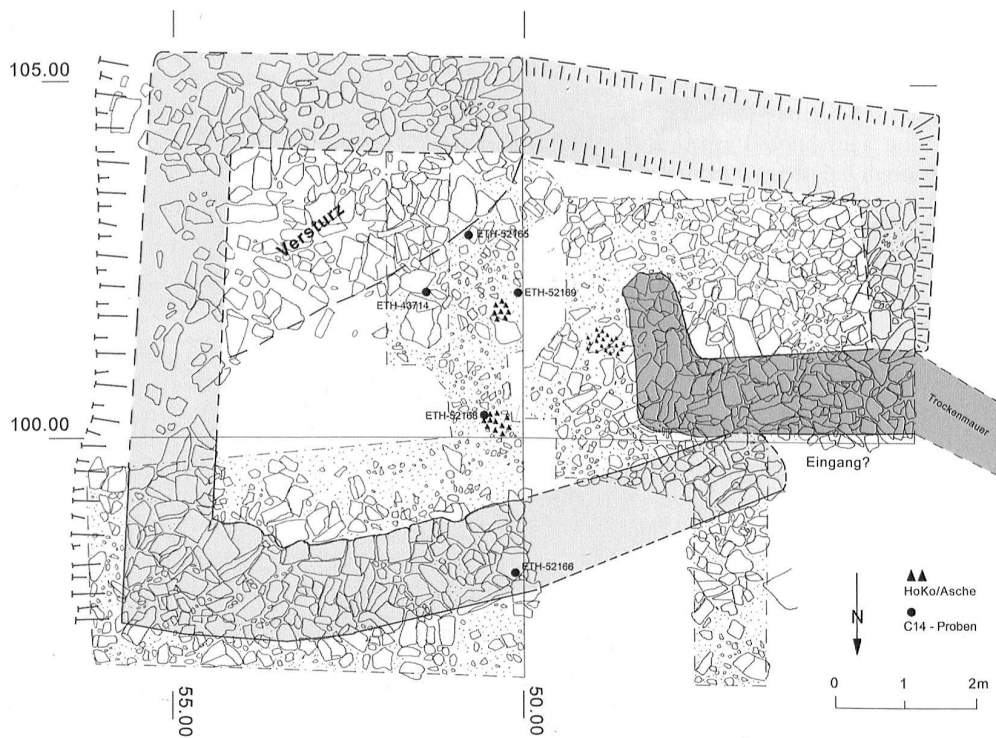 105.00
Versturz
ETH-52165
ETH-43714
ETH-52169
ETH-52168
100.00
Trockenmauer
Eingang?
ETH-52166
HoKo/Asche
N
C14 - Proben
0 1 2m
55.00
50.00